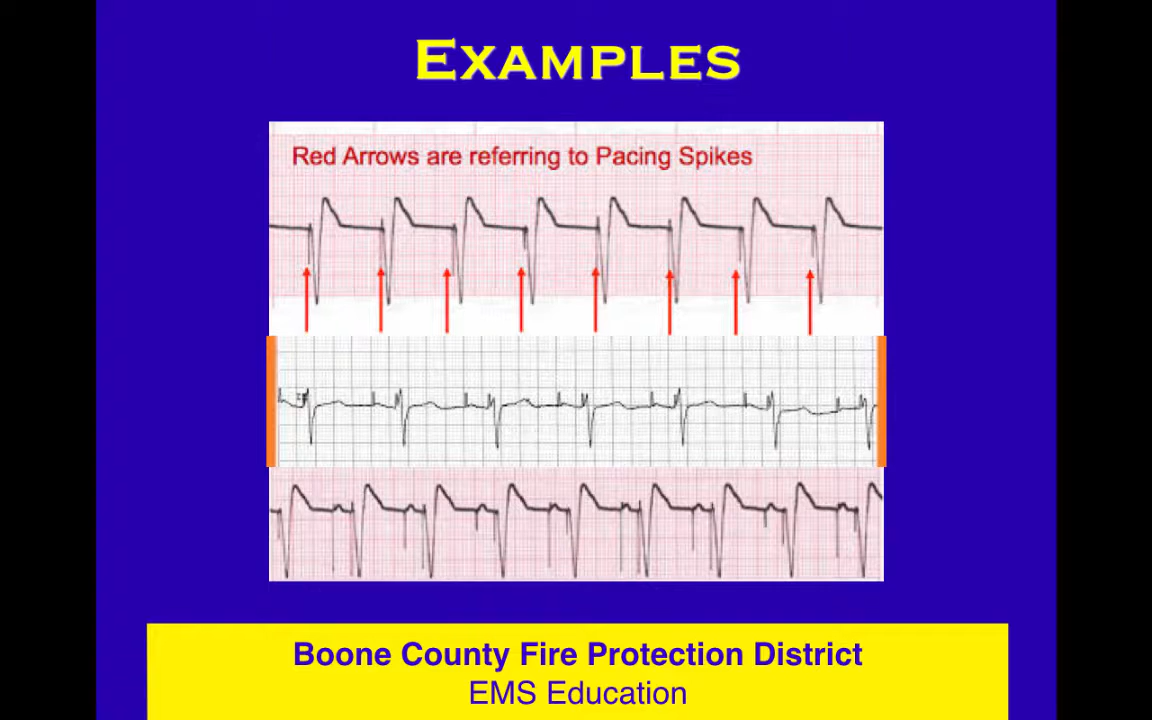 Examples
Red Arrows are referring to Pacing Spikes
Boone County Fire Protection District
EMS Education